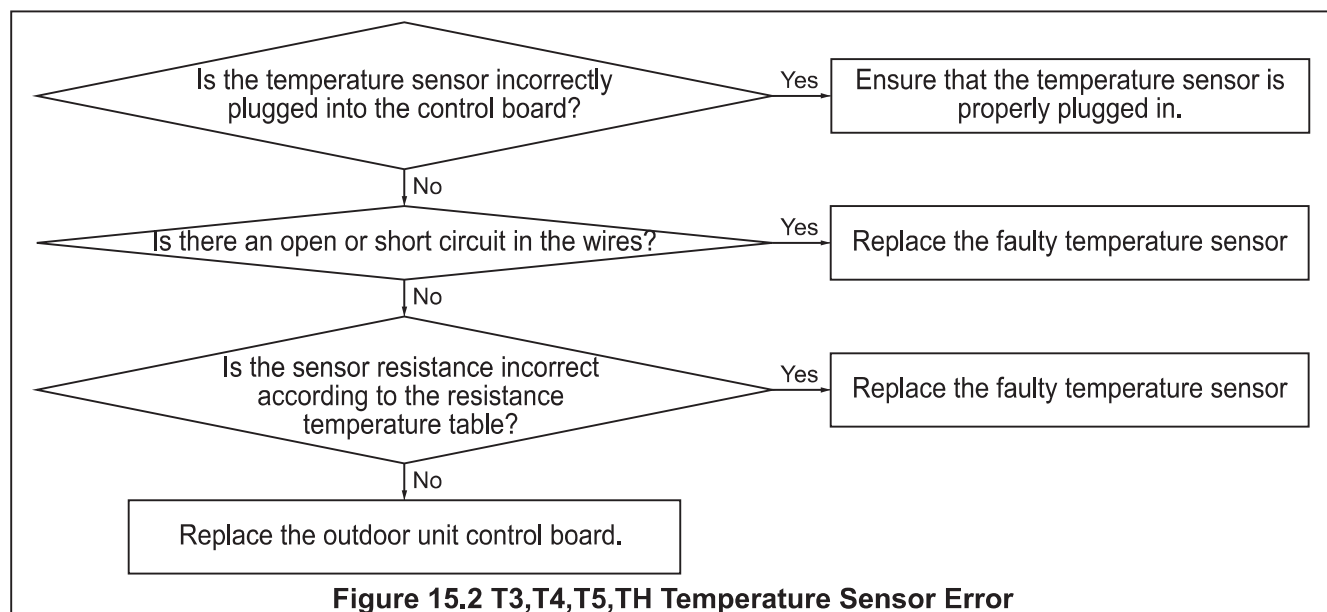 Is the temperature sensor incorrectly
plugged into the control board?
Yes
Ensure that the temperature sensor is
properly plugged in.
No
Is there an open or short circuit in the wires?
Yes
Replace the faulty temperature sensor
No
Is the sensor resistance incorrect
according to the resistance
temperature table?
Yes
Replace the faulty temperature sensor
No
Replace the outdoor unit control board.
Figure 15.2 T3,T4,T5,TH Temperature Sensor Error